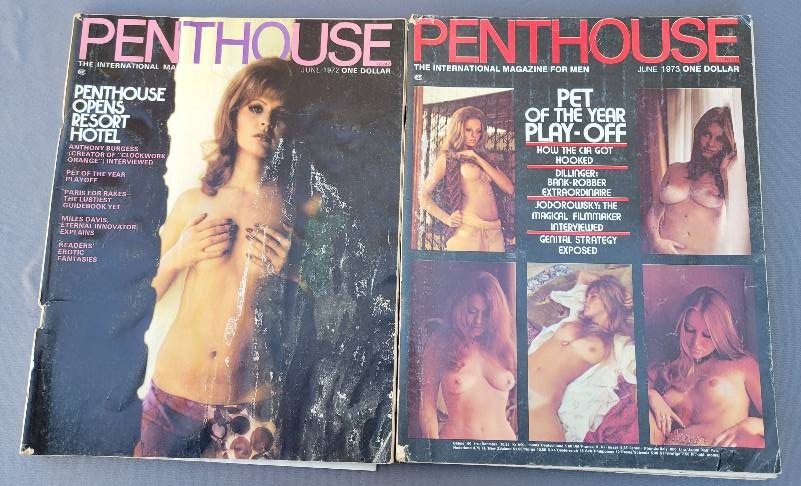 PENTHOUSE
THE INTERNATIONAL MA
JUNE 1972 ONE DOLLAR
PENTHOUSE
OPENS
RESORT
HOTEL
ANTHONY BURGESS
(CREATOR OF "CLOCKWORK
ORANGE") INTERVIEWED
PET OF THE YEAR
PLAYOFF
PARIS FOR RAKES
THE LUSTIEST
GUIDEBOOK YET
MILES DAVIS,
ETERNAL INNOVATOR,
EXPLAINS
READERS'
EROTIC
FANTASIES
PENTHOUSE
THE INTERNATIONAL MAGAZINE FOR MEN
JUNE 1973 ONE DOLLAR
PET
OF THE YEAR
PLAY-OFF
HOW THE CIA GOT
HOOKED
DILLINGER:
BANK-ROBBER
EXTRAORDINAIRE
JODOROWSKY: THE
MAGICAL FILMMAKER
INTERVIEWED
GENITAL STRATEGY
EXPOSED